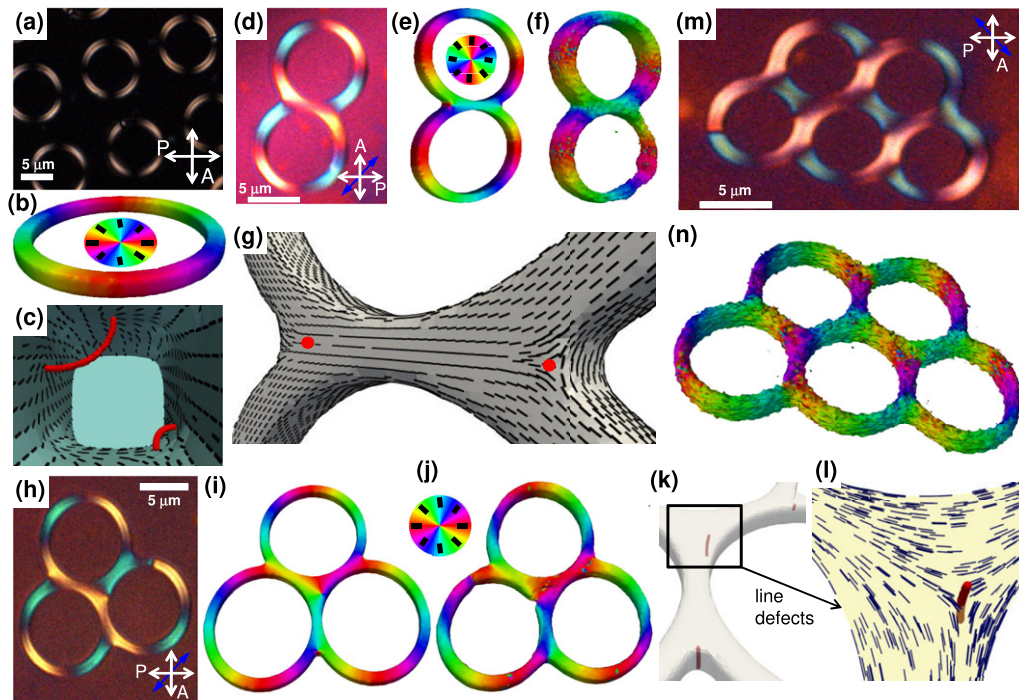 (a)
P
A
5 μm
(b)
(c)
(d)
A
P
5 μm
(e)
(f)
(g)
(h)
5 μm
P
A
(i)
(j)
(k)
line
defects
(l)
(m)
P
A
5 μm
(n)